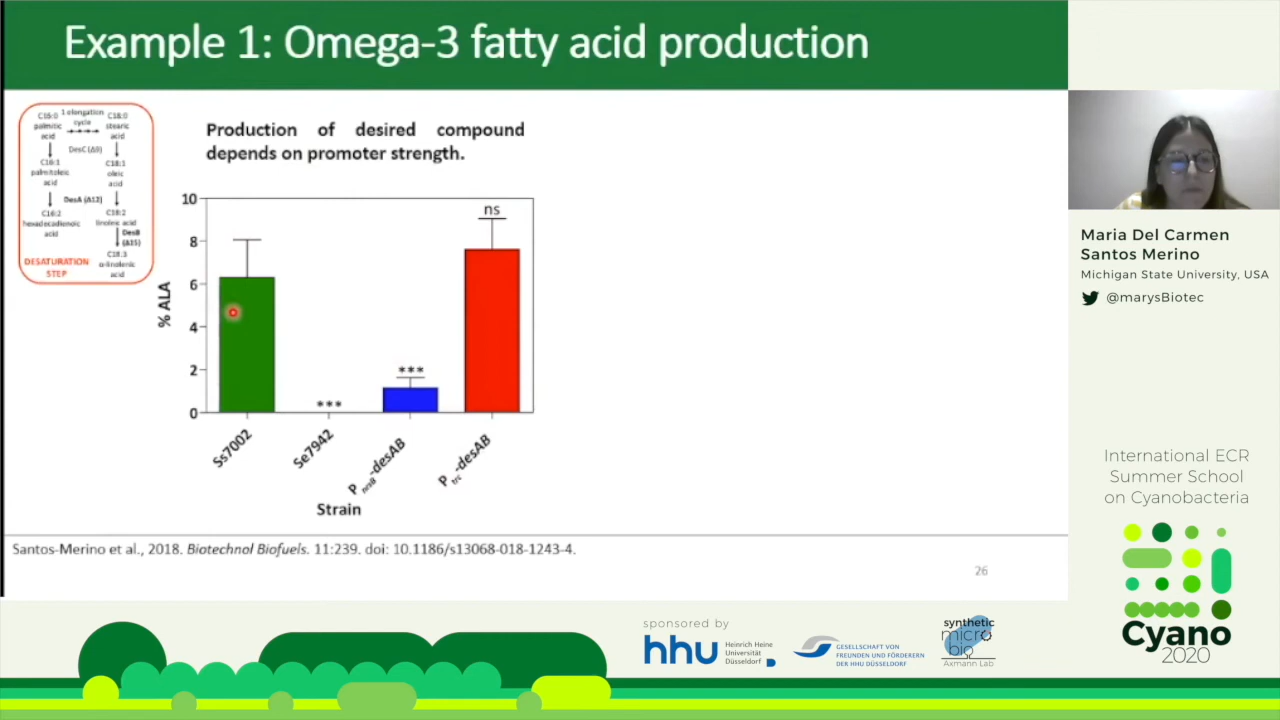 Example 1: Omega-3 fatty acid production
C16:0
palmitic
acid
1 elongation
cycle
C18:0
stearic
acid
DesC (Δ9)
C16:1
palmitoleic
acid
C18:1
oleic
acid
DesA (Δ12)
C16:2
hexadecadienoic
acid
C18:2
linoleic acid
DesB
(Δ15)
C18:3
α-linolenic
acid
DESATURATION
STEP
Production of desired compound
depends on promoter strength.
% ALA
10
8
6
4
2
0
***
***
ns
Ss7002
Se7942
P nrsB-desAB
P trc-desAB
Strain
Santos-Merino et al., 2018. Biotechnol Biofuels. 11:239. doi: 10.1186/s13068-018-1243-4.
26
Maria Del Carmen
Santos Merino
Michigan State University, USA
@marysBiotec
International ECR
Summer School
on Cyanobacteria
Cyano
2020
sponsored by
hhu Heinrich Heine
Universität
Düsseldorf
GESELLSCHAFT VON
FREUNDEN UND FÖRDERERN
DER HHU DÜSSELDORF
synthetic
micro
bio
Axmann Lab